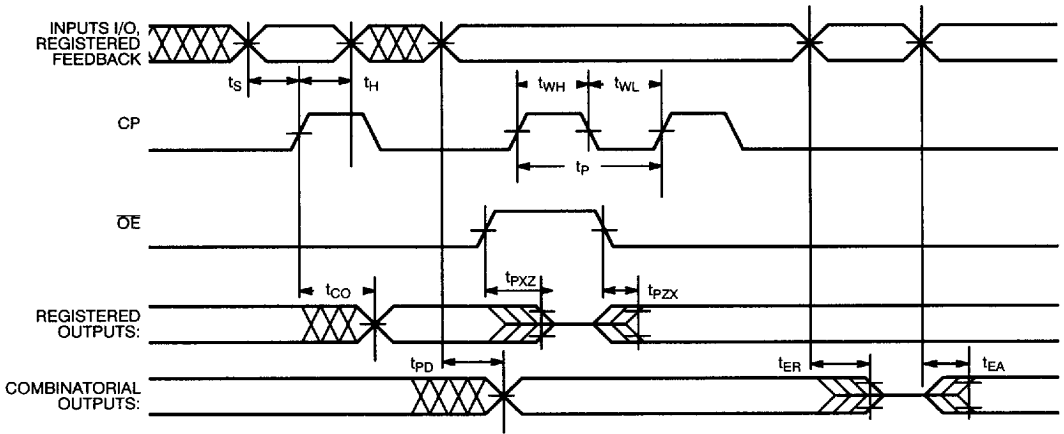 INPUTS I/O,
REGISTERED
FEEDBACK
tS
tH
tWH
tWL
CP
tP
OE
tCO
tPXZ
tPZX
REGISTERED
OUTPUTS:
tPD
tER
tEA
COMBINATORIAL
OUTPUTS: